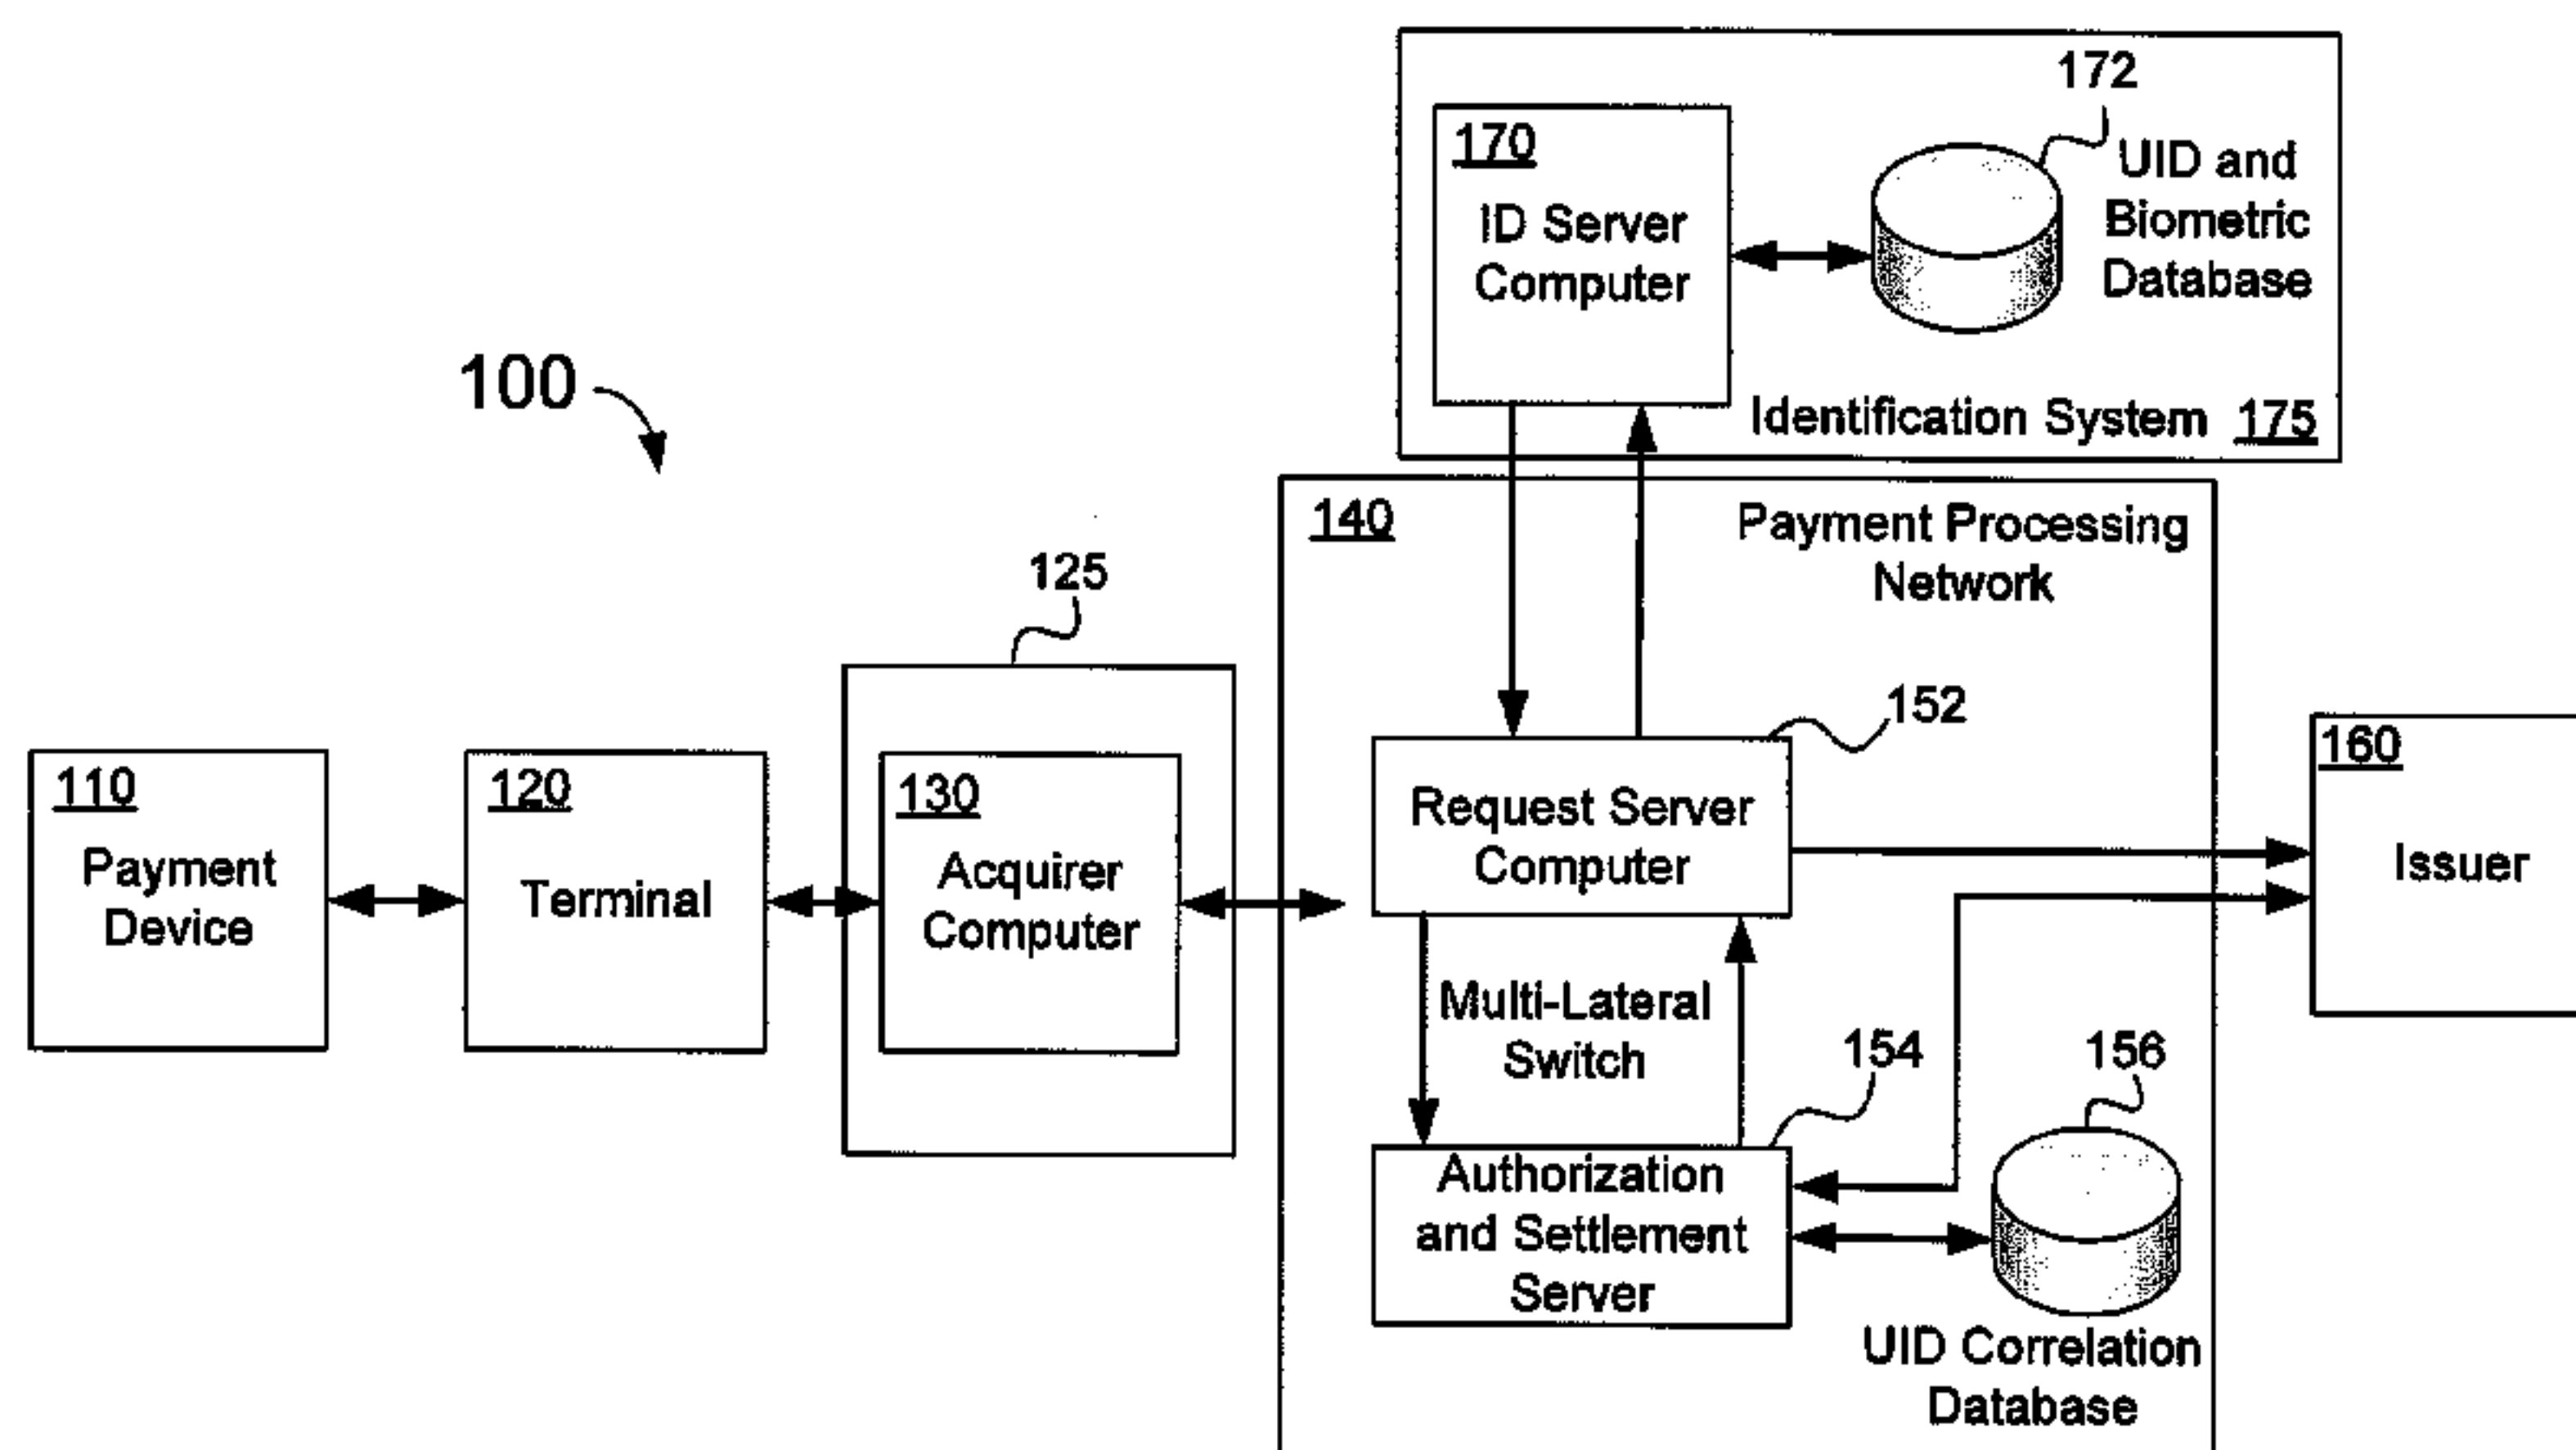 172
170
ID Server
Computer
UID and
Biometric
Database
Identification System 175
100
140
Payment Processing
Network
125
152
110
Payment
Device
120
Terminal
130
Acquirer
Computer
Request Server
Computer
160
Issuer
Multi-Lateral
Switch
154
156
Authorization
and Settlement
Server
UID Correlation
Database